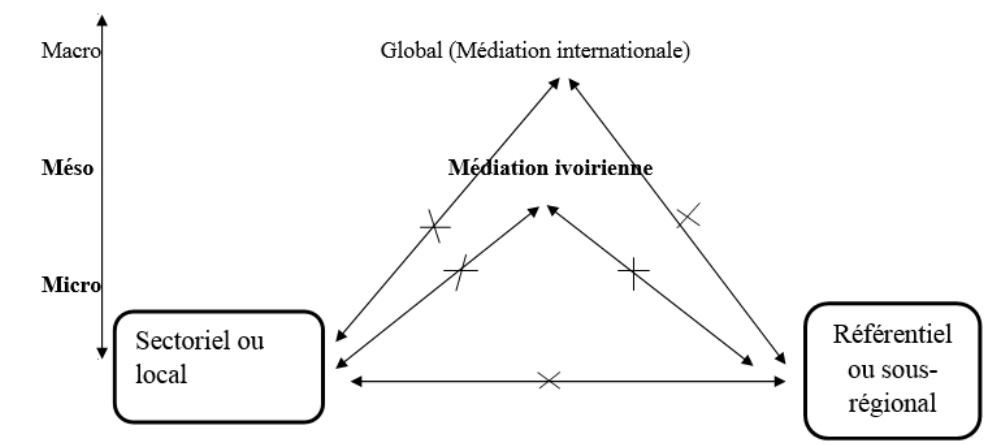 Macro
Global (Médiation internationale)
Méso
Médiation ivoirienne
Micro
Sectoriel ou
local
Référentiel
ou sous-
régional